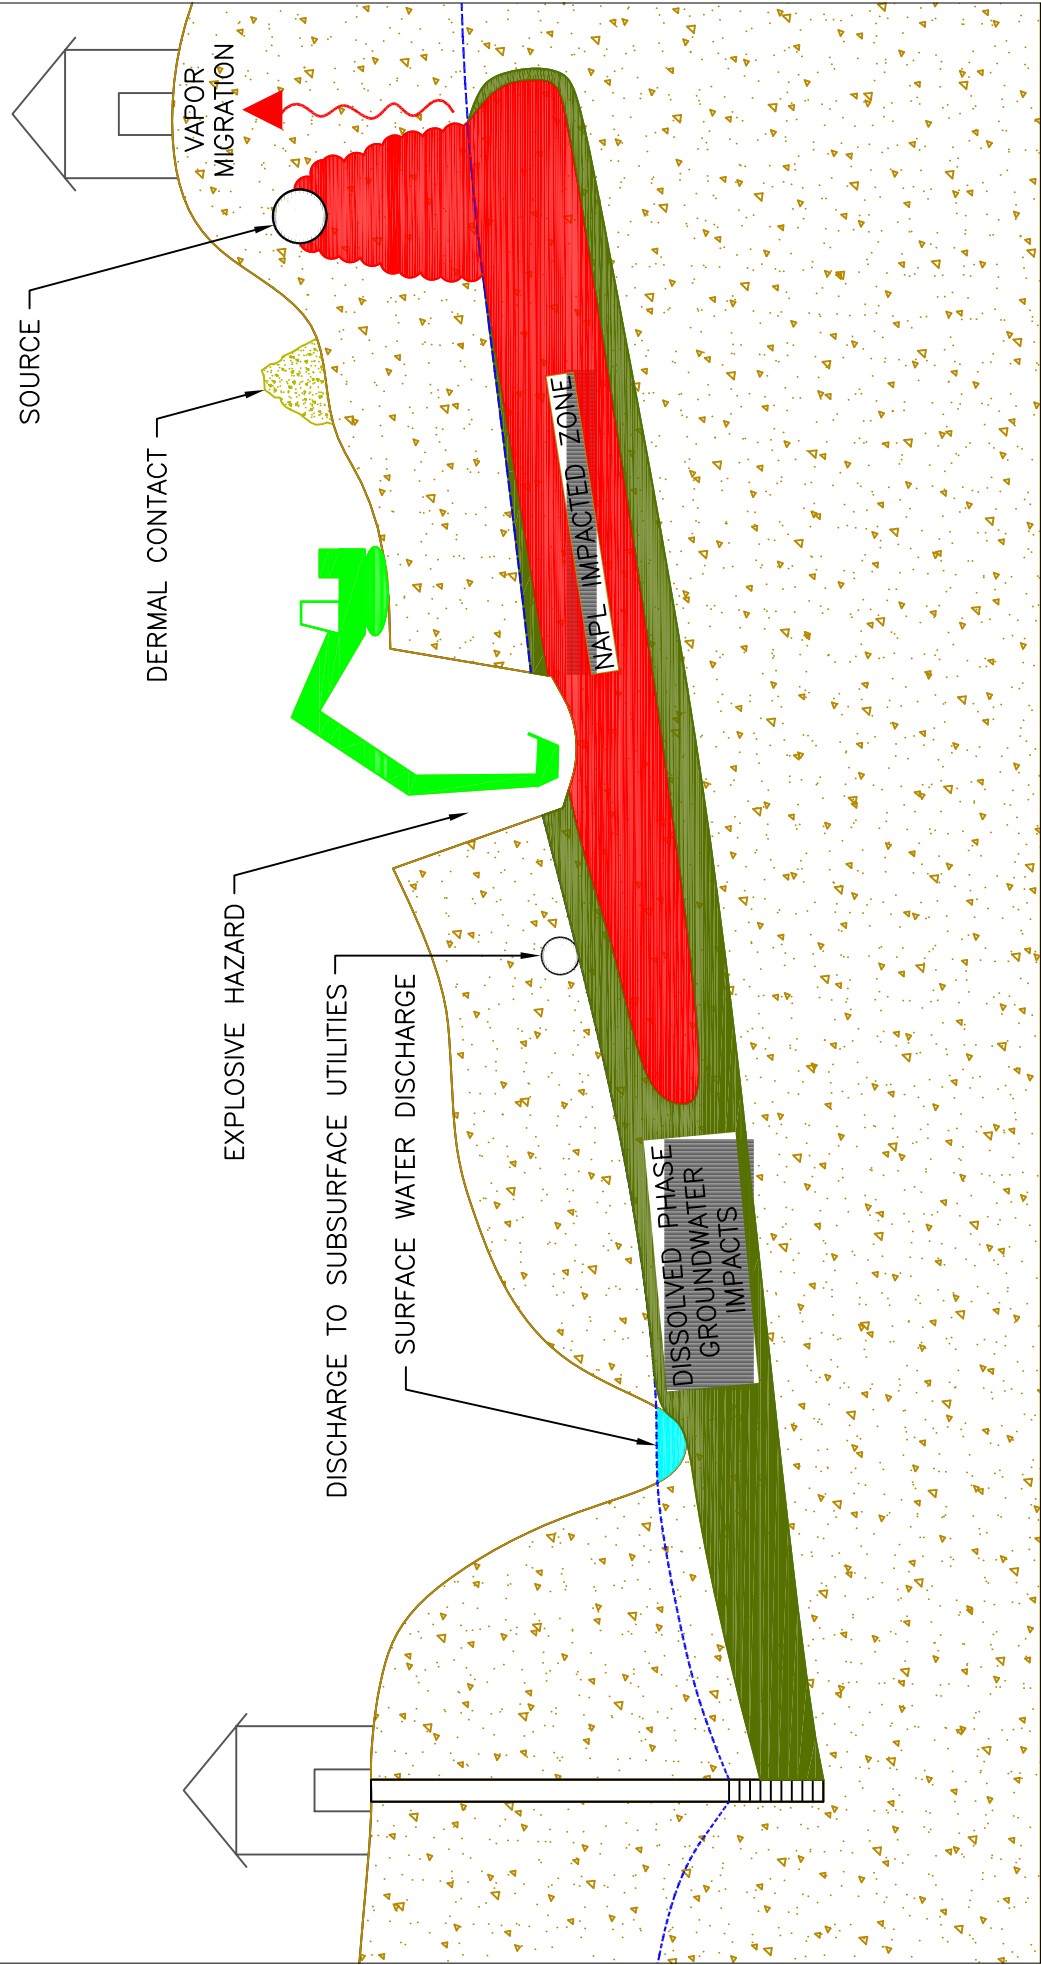 SOURCE
VAPOR
MIGRATION
DERMAL CONTACT
EXPLOSIVE HAZARD
DISCHARGE TO SUBSURFACE UTILITIES
SURFACE WATER DISCHARGE
NAPL IMPACTED ZONE
DISSOLVED PHASE
GROUNDWATER
IMPACTS